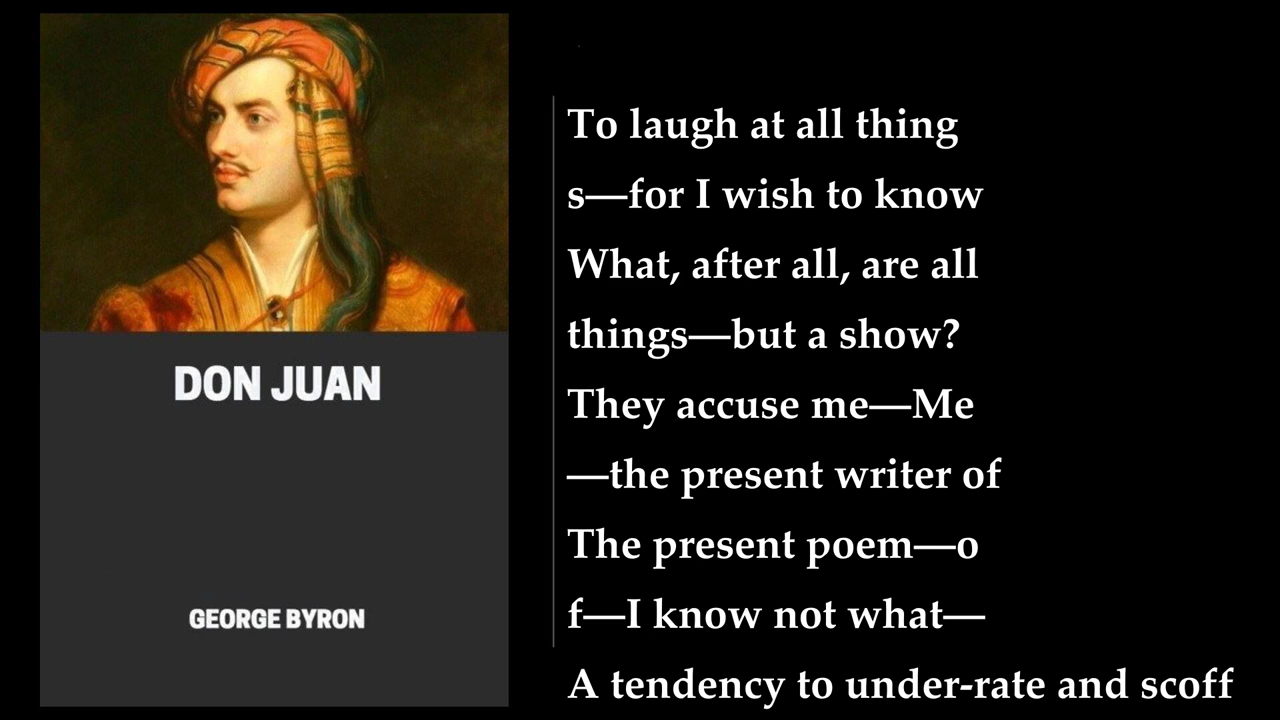 DON JUAN
GEORGE BYRON
To laugh at all thing
s—for I wish to know
What, after all, are all
things—but a show?
They accuse me—Me
—the present writer of
The present poem—o
f—I know not what—
A tendency to under-rate and scoff